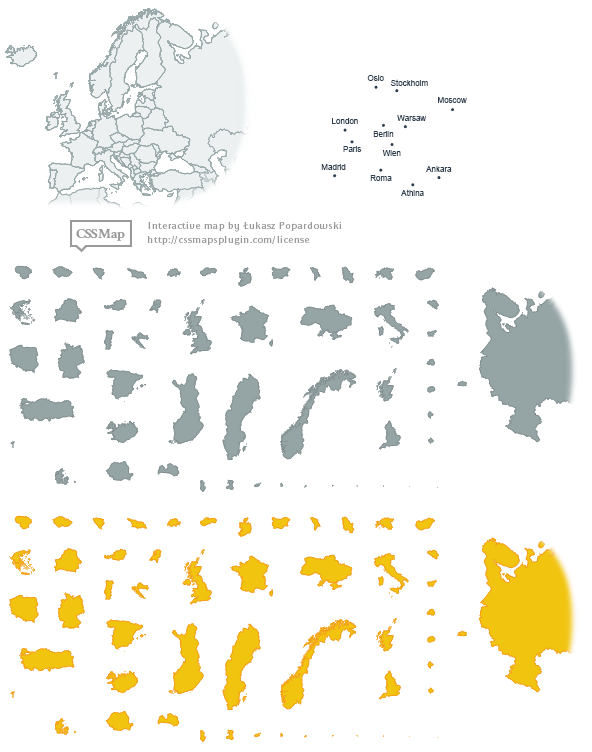 Oslo
Stockholm
Moscow
London
Warsaw
Berlin
Paris
Wien
Madrid
Ankara
Roma
Athina
CSSMap
Interactive map by Łukasz Popardowski
http://cssmapsplugin.com/license